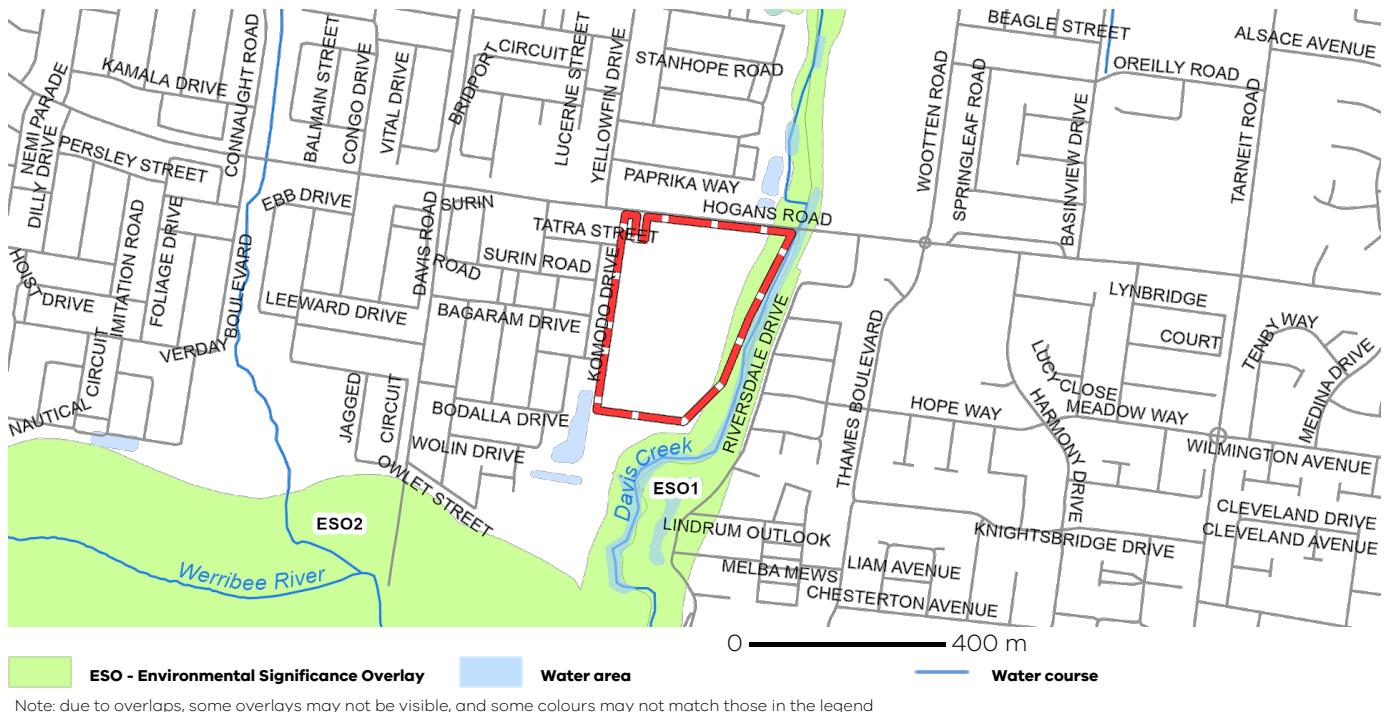 BEAGLE STREET
ALSACE AVENUE
OREILLY ROAD
KAMALA DRIVE
NEMI PARADE
CONNAUGHT ROAD
BALMAIN STREET
CONGO DRIVE
VITAL DRIVE
BRIDPORT
CIRCUIT
LUCERNE STREET
YELLOWFIN DRIVE
STANHOPE ROAD
WOOTTEN ROAD
SPRINGLEAF ROAD
BASINVIEW DRIVE
TARNEIT ROAD
DILLY DRIVE
PERSLEY STREET
PAPRIKA WAY
HOGANS ROAD
EBB DRIVE
SURIN
TATRA STREET
IMITATION ROAD
FOLIAGE DRIVE
BOULEVARD
DAVIS ROAD
ROAD
SURIN ROAD
KOMODO DRIVE
HOIST DRIVE
LEEWARD DRIVE
BAGARAM DRIVE
RIVERSDALE DRIVE
THAMES BOULEVARD
LYNBRIDGE
COURT
TENBY WAY
MEDINA DRIVE
VERDAY
CIRCUIT
LUCY CLOSE
HARMONY DRIVE
HOPE WAY
MEADOW WAY
WILMINGTON AVENUE
NAUTICAL
JAGGED
CIRCUIT
BODALLA DRIVE
WOLIN DRIVE
OWLET STREET
Davis Creek
ESO1
ESO2
Werribee River
LINDRUM OUTLOOK
MELBA MEWS
LIAM AVENUE
CHESTERTON AVENUE
KNIGHTSBRIDGE DRIVE
CLEVELAND DRIVE
CLEVELAND AVENUE
0 400 m
ESO - Environmental Significance Overlay
Water area
Water course
Note: due to overlaps, some overlays may not be visible, and some colours may not match those in the legend